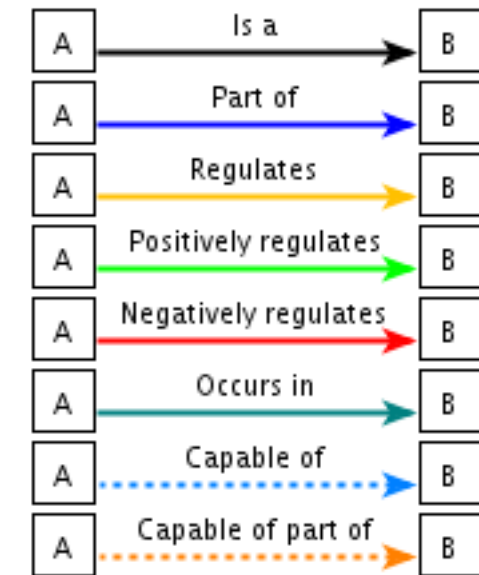 A Is a B
A Part of B
A Regulates B
A Positively regulates B
A Negatively regulates B
A Occurs in B
A Capable of B
A Capable of part of B